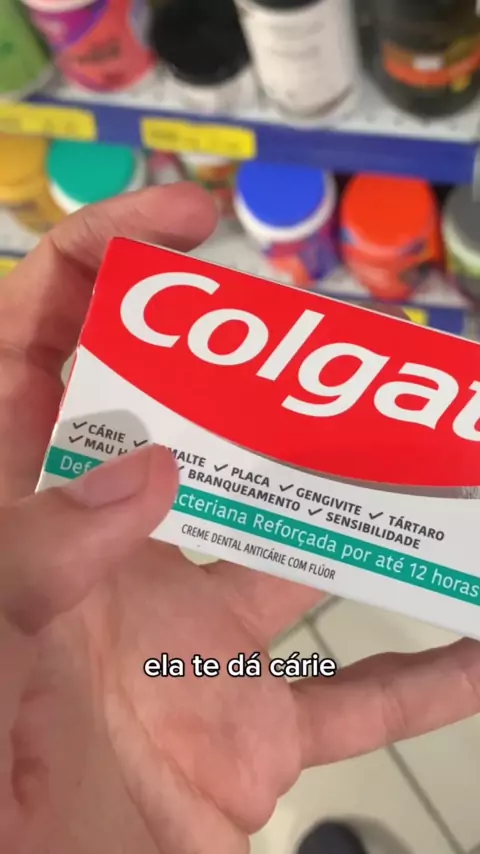 Colgat
✓ CÁRIE ✓ MALTE ✓ PLACA ✓ GENGIVITE ✓ TÁRTARO
✓ MAU H ✓ BRANQUEAMENTO ✓ SENSIBILIDADE
Def acteriana Reforçada por até 12 horas
CREME DENTAL ANTICÁRIE COM FLÚOR
ela te dá cárie